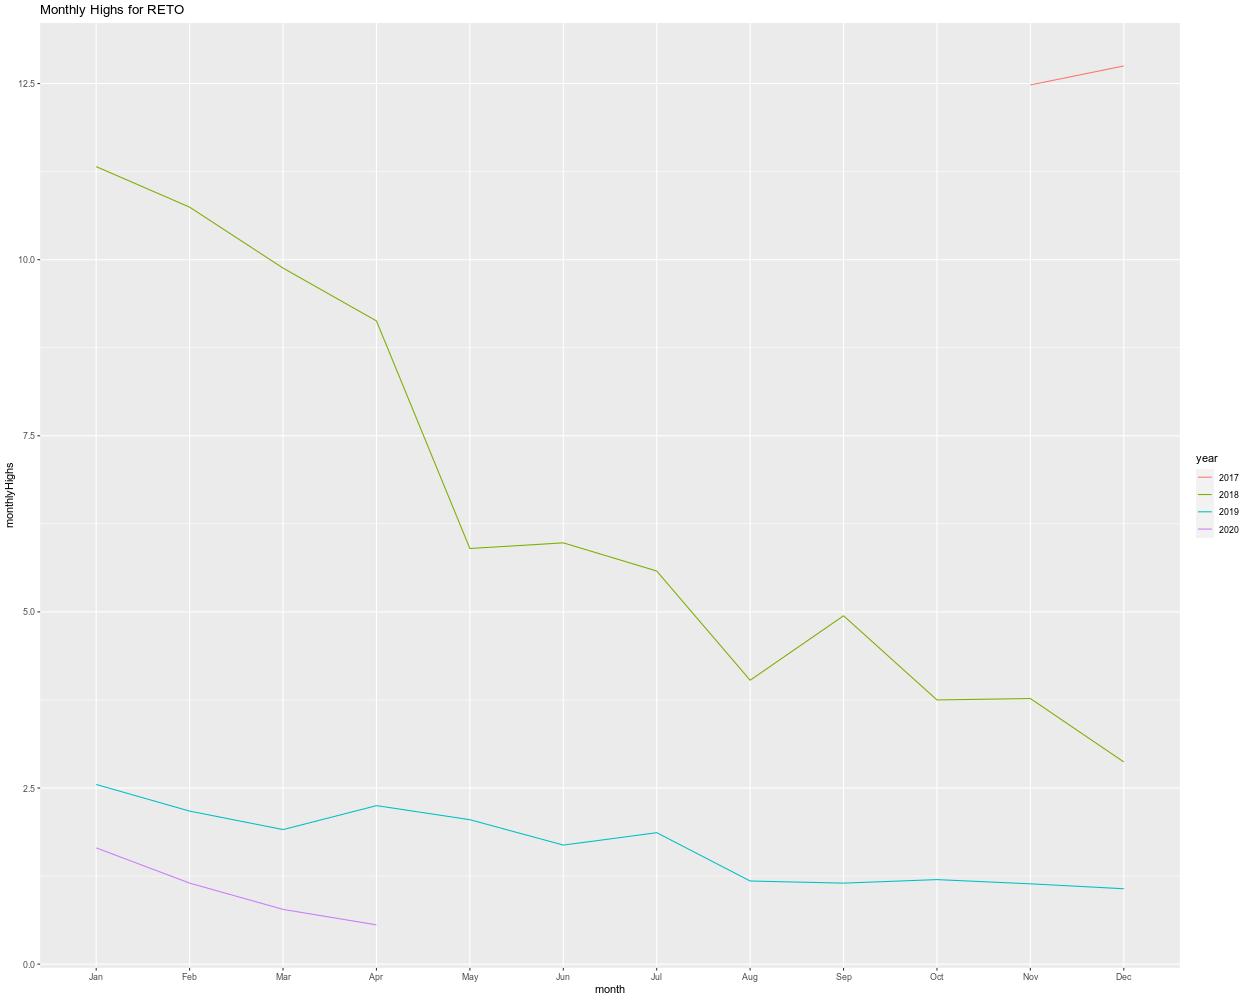 Monthly Highs for RETO
monthlyHighs
12.5
10.0
7.5
5.0
2.5
0.0
Jan Feb Mar Apr May Jun Jul Aug Sep Oct Nov Dec
month
year
2017
2018
2019
2020